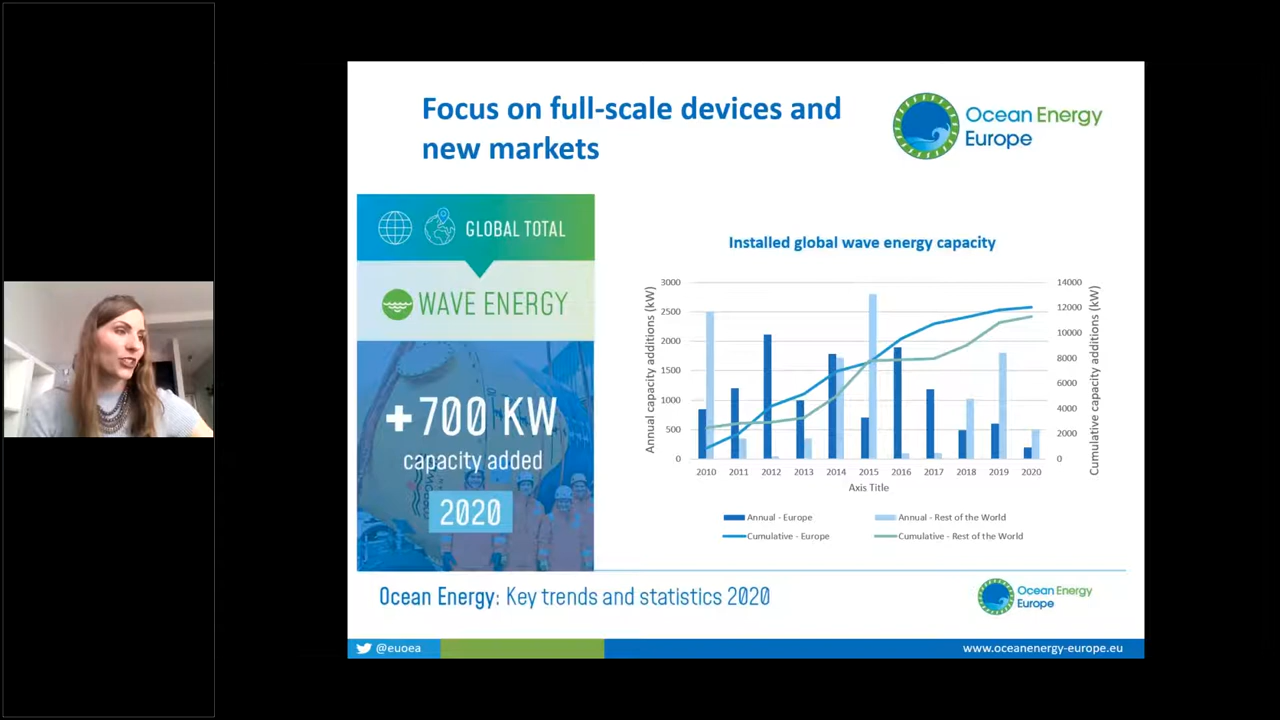 Focus on full-scale devices and
new markets
Ocean Energy
Europe
GLOBAL TOTAL
WAVE ENERGY
+700 KW
capacity added
2020
Installed global wave energy capacity
Annual capacity additions (kW)
3000
2500
2000
1500
1000
500
0
14000
12000
10000
8000
6000
4000
2000
0
Cumulative capacity additions (kW)
2010 2011 2012 2013 2014 2015 2016 2017 2018 2019 2020
Axis Title
Annual - Europe
Annual - Rest of the World
Cumulative - Europe
Cumulative - Rest of the World
Ocean Energy: Key trends and statistics 2020
Ocean Energy
Europe
@euoea
www.oceanenergy-europe.eu